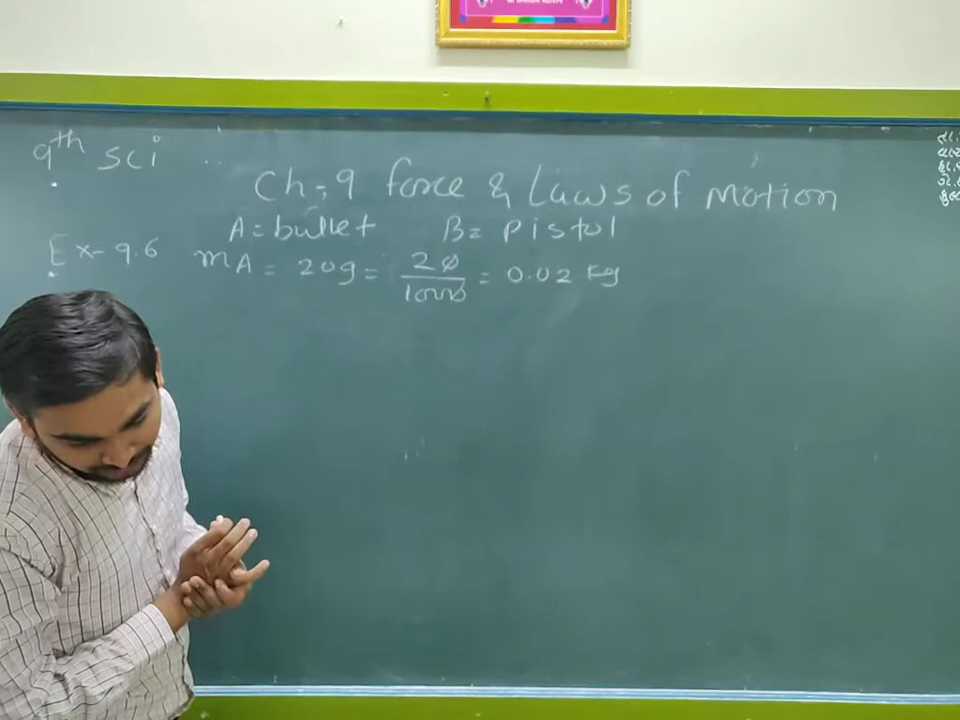 9th sci
Ch-9 force & Laws of Motion
A = bullet B = Pistol
Ex-9.6 mA = 20g = 20/1000 = 0.02 kg